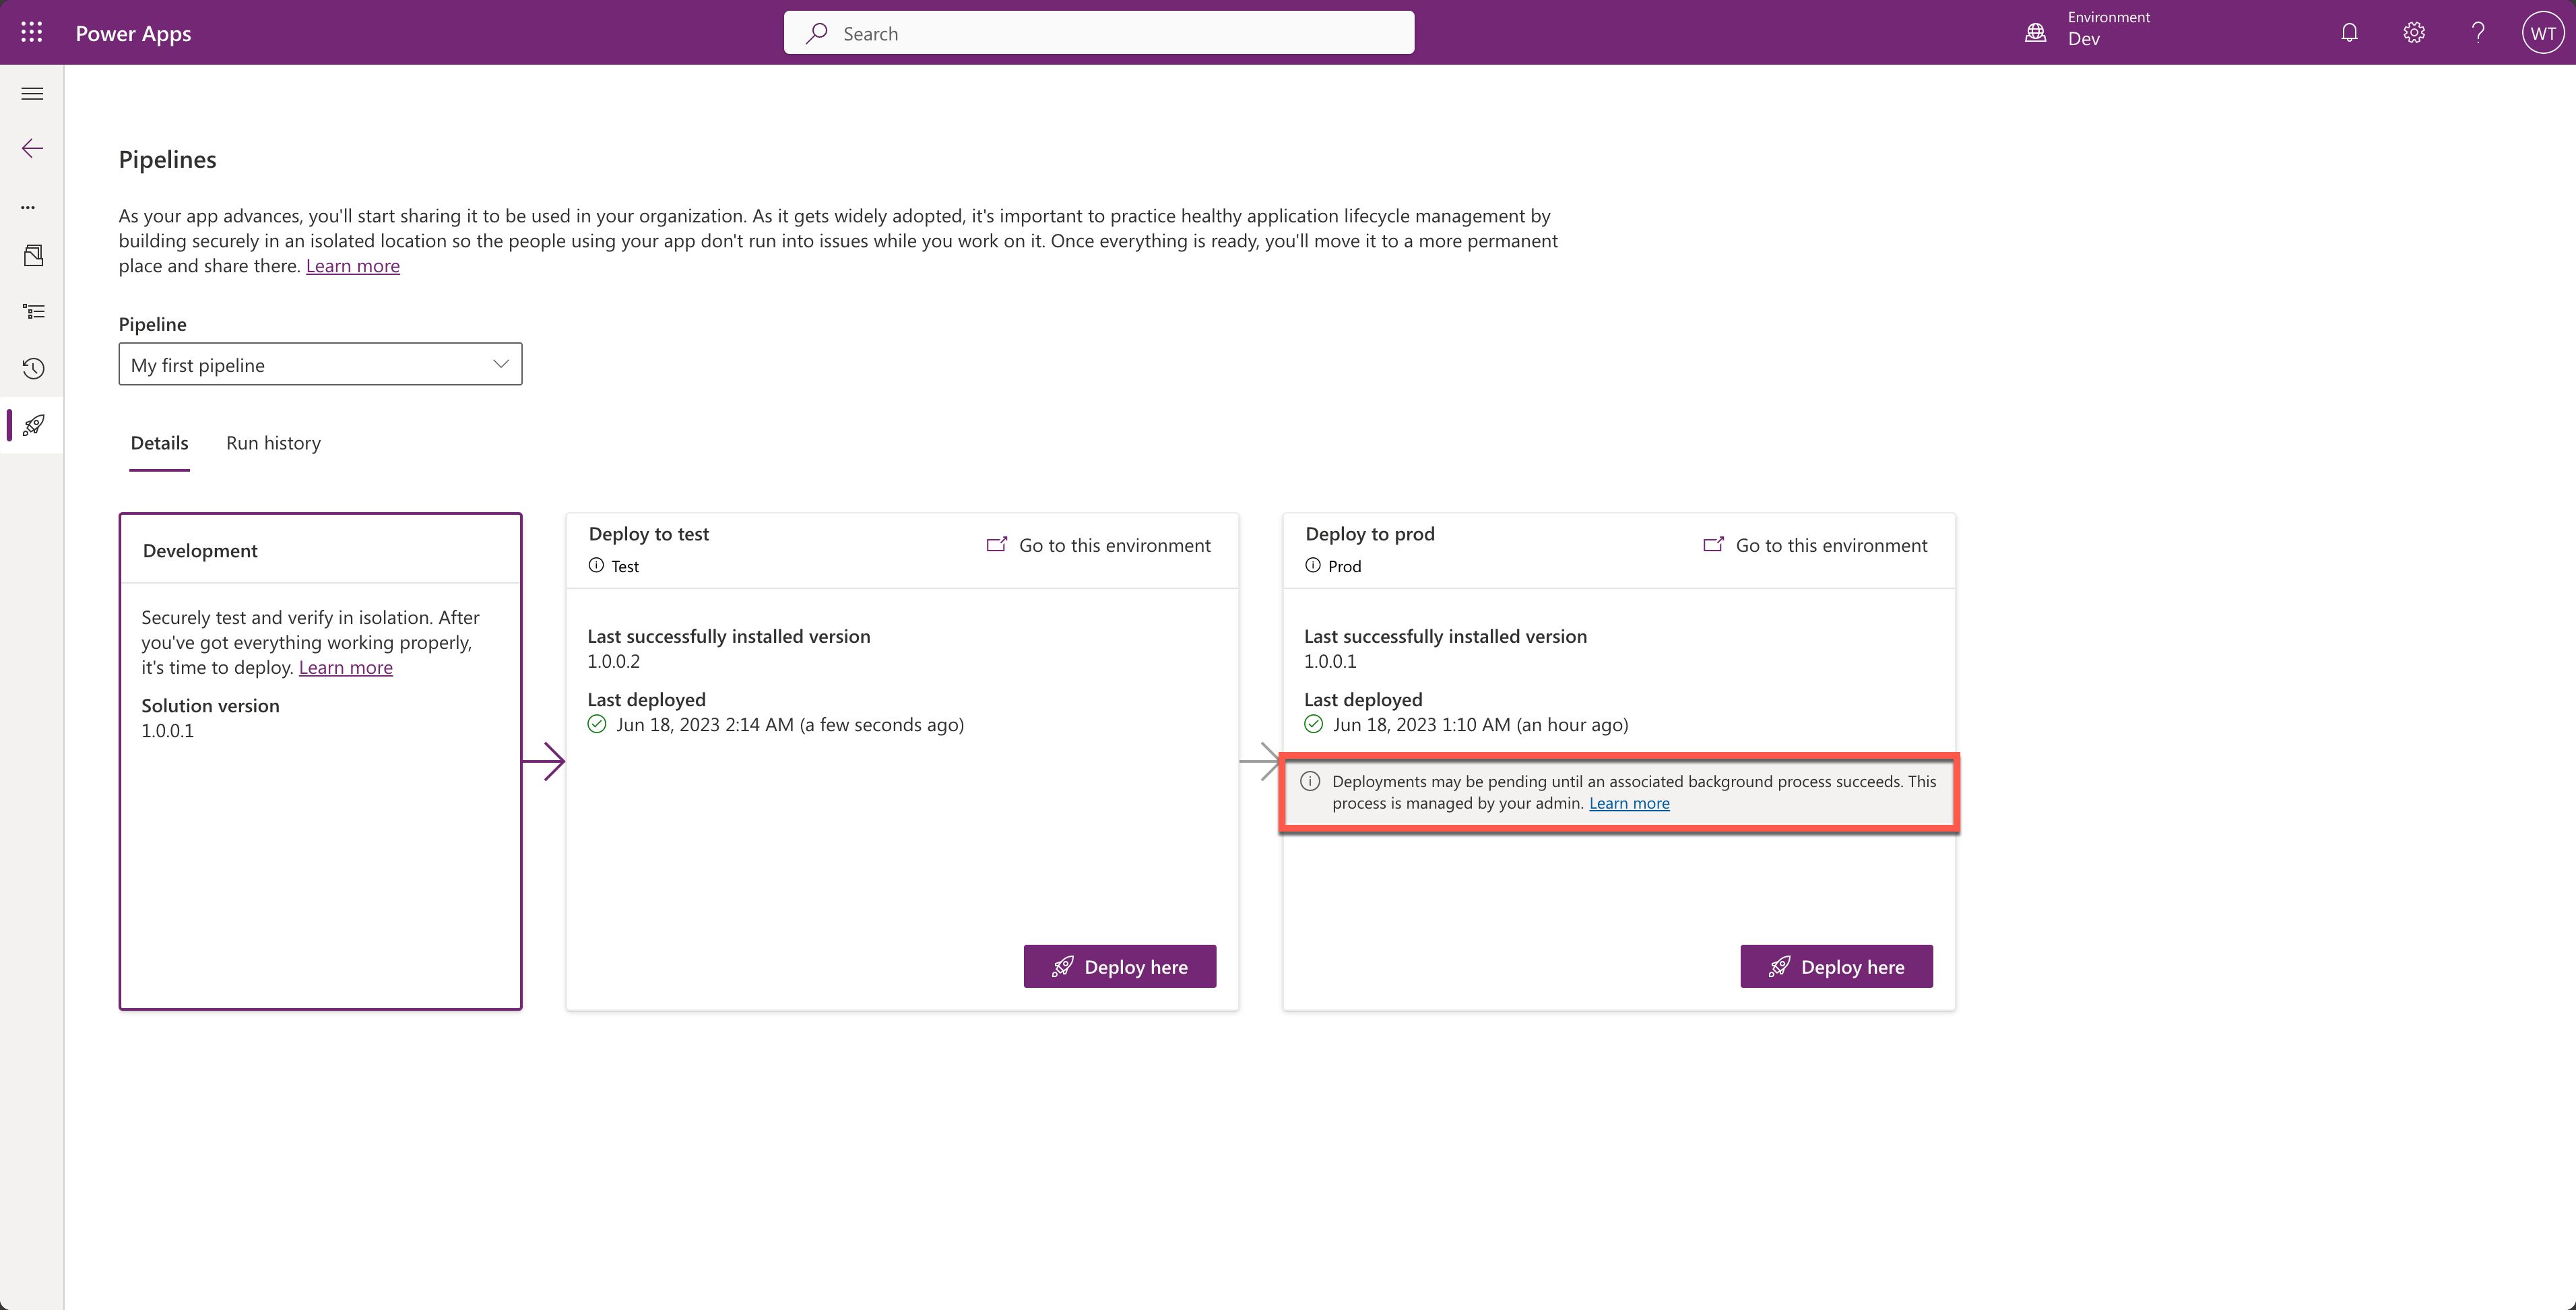 Power Apps
Search
Environment
Dev
WT
Pipelines
As your app advances, you'll start sharing it to be used in your organization. As it gets widely adopted, it's important to practice healthy application lifecycle management by
building securely in an isolated location so the people using your app don't run into issues while you work on it. Once everything is ready, you'll move it to a more permanent
place and share there. Learn more
Pipeline
My first pipeline
Details
Run history
Development
Securely test and verify in isolation. After
you've got everything working properly,
it's time to deploy. Learn more
Solution version
1.0.0.1
Deploy to test
Test
Go to this environment
Last successfully installed version
1.0.0.2
Last deployed
Jun 18, 2023 2:14 AM (a few seconds ago)
Deploy here
Deploy to prod
Prod
Go to this environment
Last successfully installed version
1.0.0.1
Last deployed
Jun 18, 2023 1:10 AM (an hour ago)
Deployments may be pending until an associated background process succeeds. This
process is managed by your admin. Learn more
Deploy here